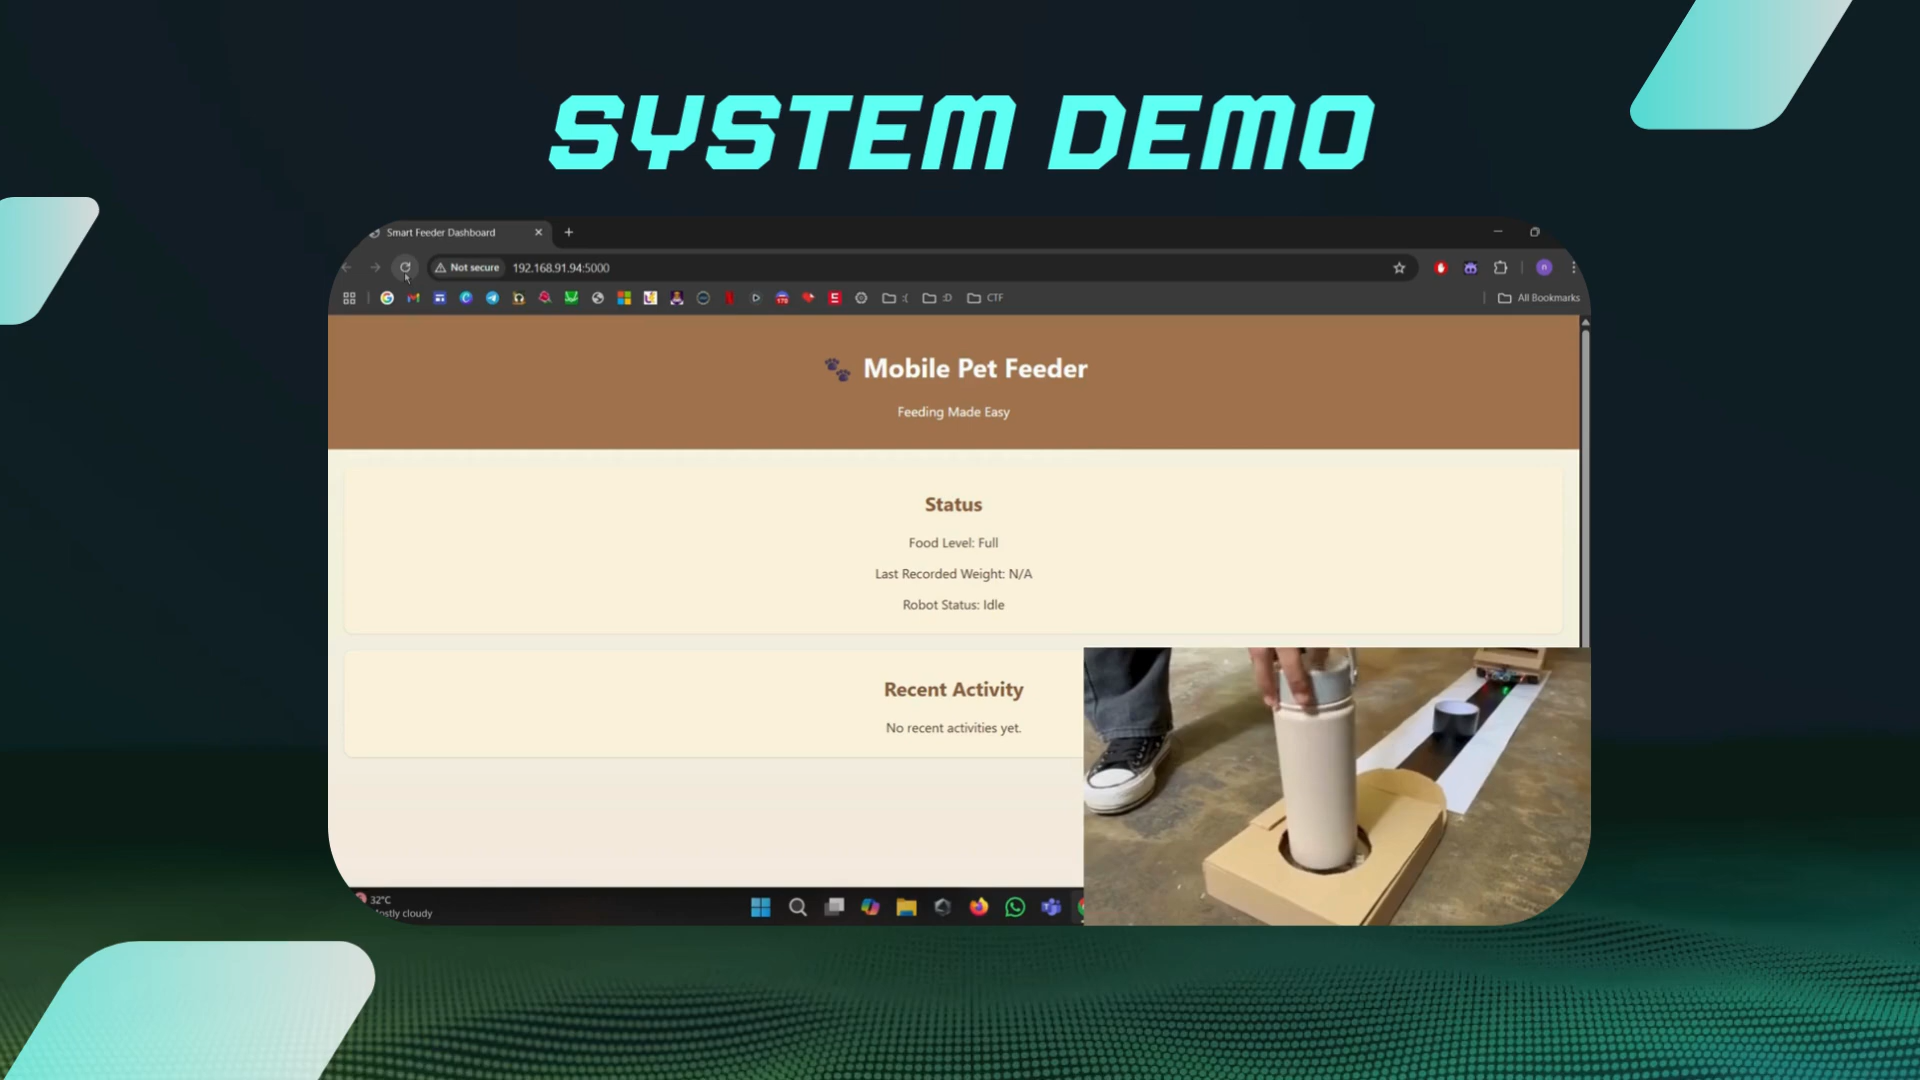 SYSTEM DEMO
Smart Feeder Dashboard
Not secure 192.168.91.94:5000
:( :D CTF All Bookmarks
Mobile Pet Feeder
Feeding Made Easy
Status
Food Level: Full
Last Recorded Weight: N/A
Robot Status: Idle
Recent Activity
No recent activities yet.
32°C
ostly cloudy